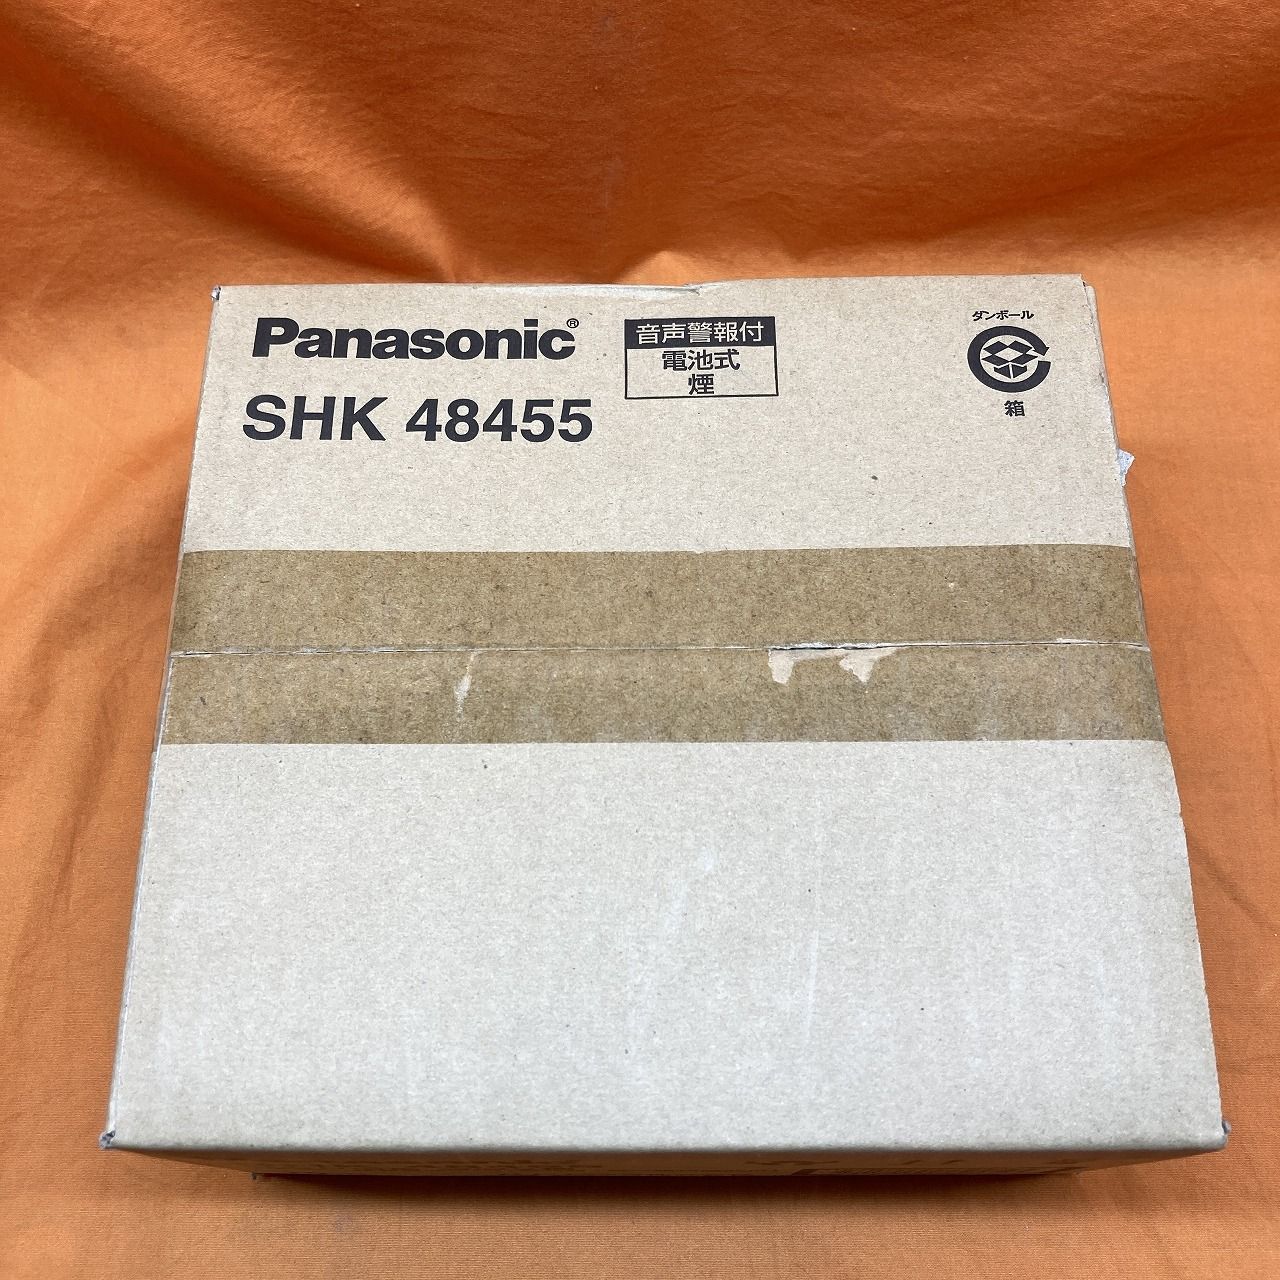 Panasonic®
SHK 48455
音声警報付
電池式
煙
ダンボール
箱